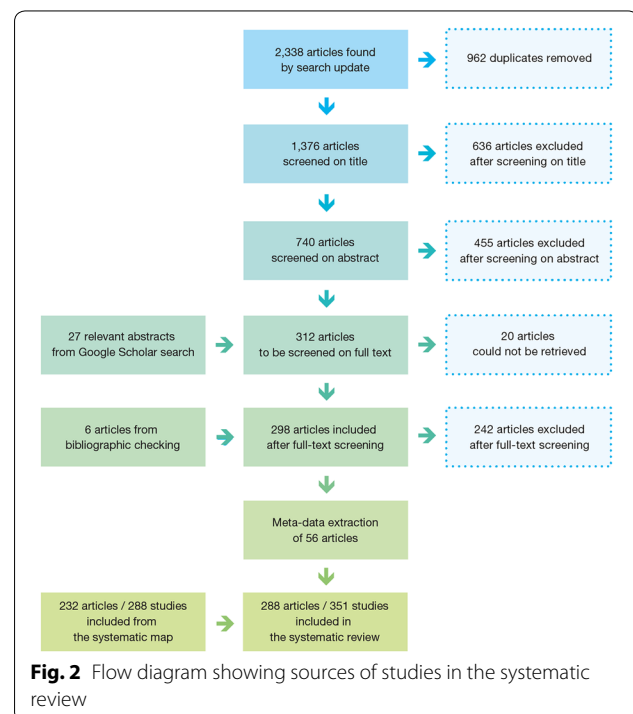 2,338 articles found
by search update
962 duplicates removed
1,376 articles
screened on title
636 articles excluded
after screening on title
740 articles
screened on abstract
455 articles excluded
after screening on abstract
27 relevant abstracts
from Google Scholar search
312 articles
to be screened on full text
20 articles
could not be retrieved
6 articles from
bibliographic checking
298 articles included
after full-text screening
242 articles excluded
after full-text screening
Meta-data extraction
of 56 articles
232 articles / 288 studies
included from
the systematic map
288 articles / 351 studies
included in
the systematic review
Fig. 2 Flow diagram showing sources of studies in the systematic
review